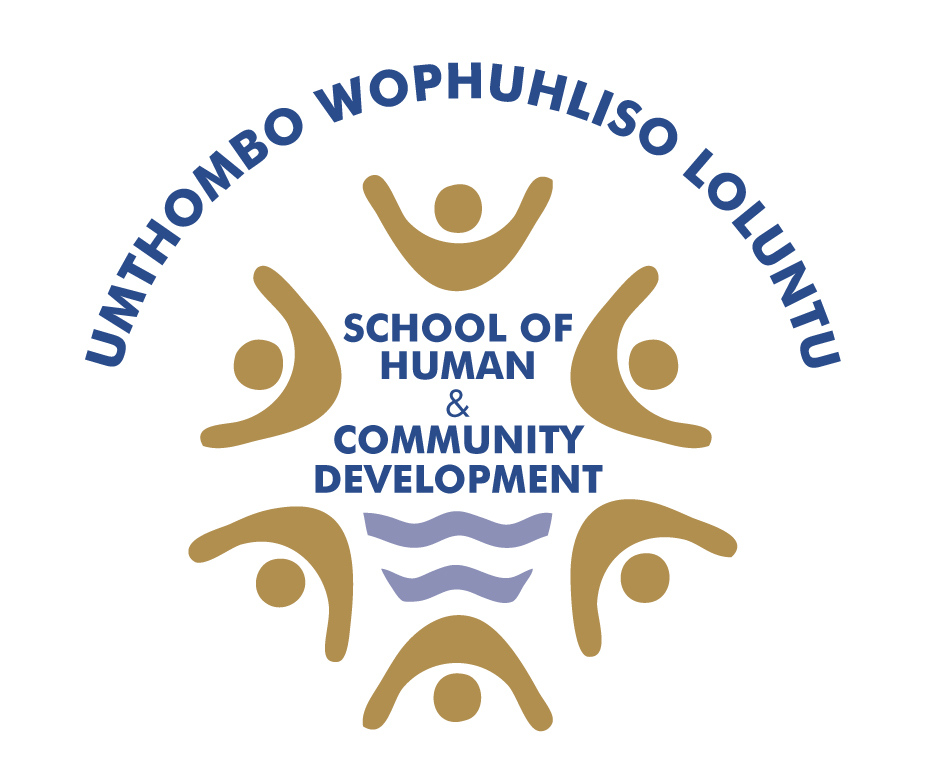 UMTHOMBO WOPHUHLISO LOLUNTU
SCHOOL OF
HUMAN
&
COMMUNITY
DEVELOPMENT